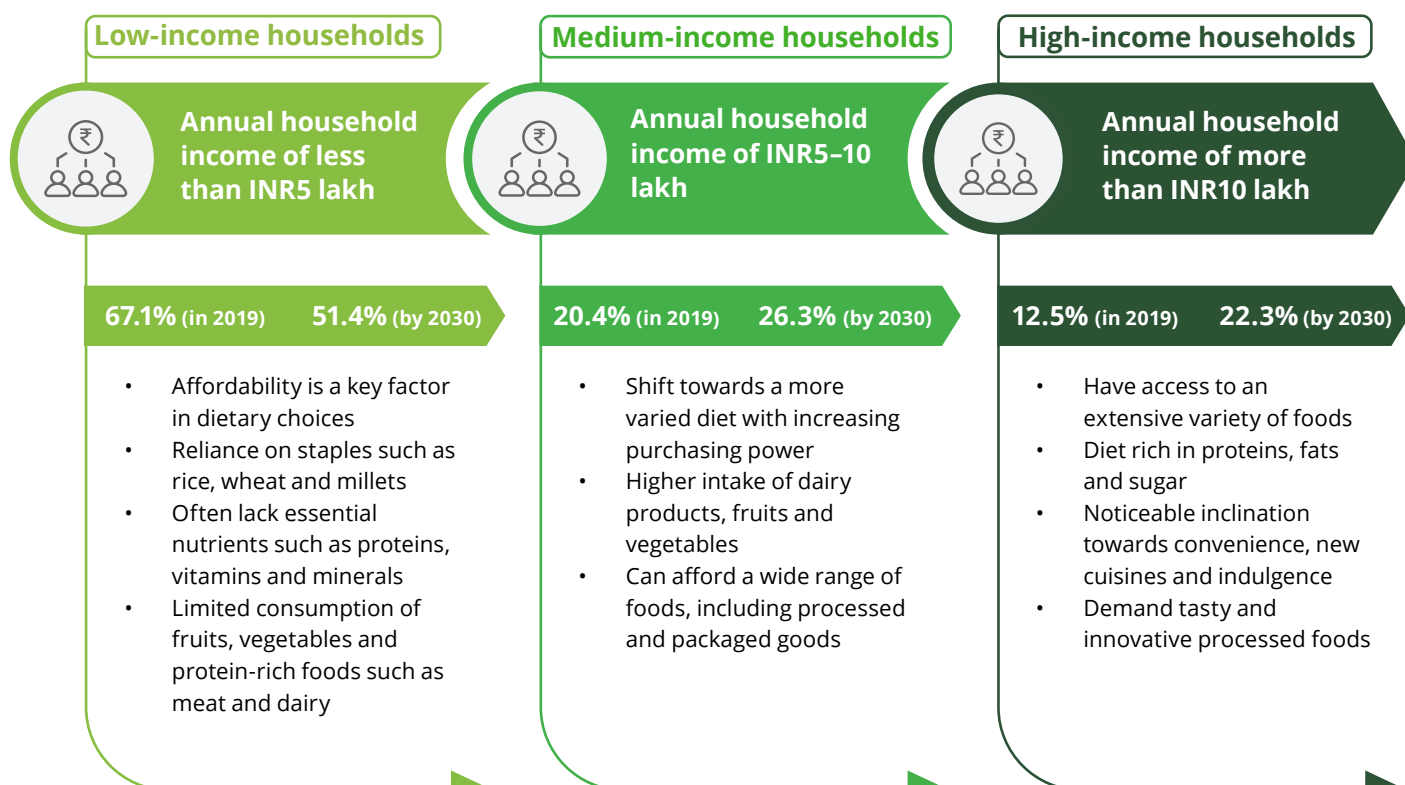 Low-income households
Annual household
income of less
than INR5 lakh
₹
67.1% (in 2019) 51.4% (by 2030)
• Affordability is a key factor
in dietary choices
• Reliance on staples such as
rice, wheat and millets
• Often lack essential
nutrients such as proteins,
vitamins and minerals
• Limited consumption of
fruits, vegetables and
protein-rich foods such as
meat and dairy
Medium-income households
Annual household
income of INR5–10
lakh
₹
20.4% (in 2019) 26.3% (by 2030)
• Shift towards a more
varied diet with increasing
purchasing power
• Higher intake of dairy
products, fruits and
vegetables
• Can afford a wide range of
foods, including processed
and packaged goods
High-income households
Annual household
income of more
than INR10 lakh
₹
12.5% (in 2019) 22.3% (by 2030)
• Have access to an
extensive variety of foods
• Diet rich in proteins, fats
and sugar
• Noticeable inclination
towards convenience, new
cuisines and indulgence
• Demand tasty and
innovative processed foods